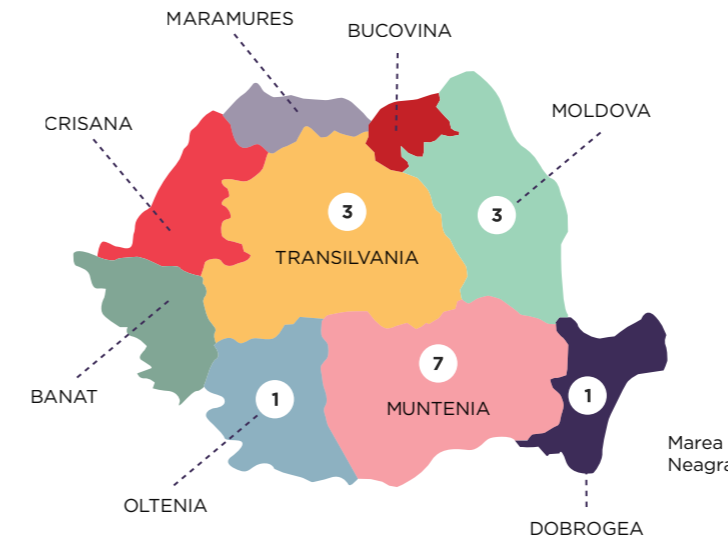 MARAMURES
BUCOVINA
CRISANA
MOLDOVA
3
3
TRANSILVANIA
7
1
1
BANAT
MUNTENIA
Marea
Neagra
OLTENIA
DOBROGEA